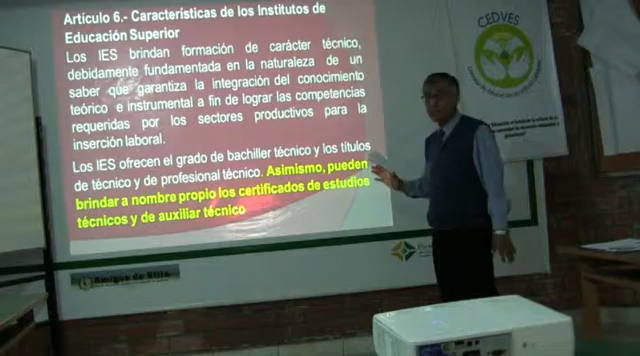 Artículo 6.- Características de los Institutos de
Educación Superior
Los IES brindan formación de carácter técnico,
debidamente fundamentada en la naturaleza de un
saber que garantiza la integración del conocimiento
teórico e instrumental a fin de lograr las competencias
requeridas por los sectores productivos para la
inserción laboral.
Los IES ofrecen el grado de bachiller técnico y los títulos
de técnico y de profesional técnico. Asimismo, pueden
brindar a nombre propio los certificados de estudios
técnicos y de auxiliar técnico
CEDVES
Amigos de Villa